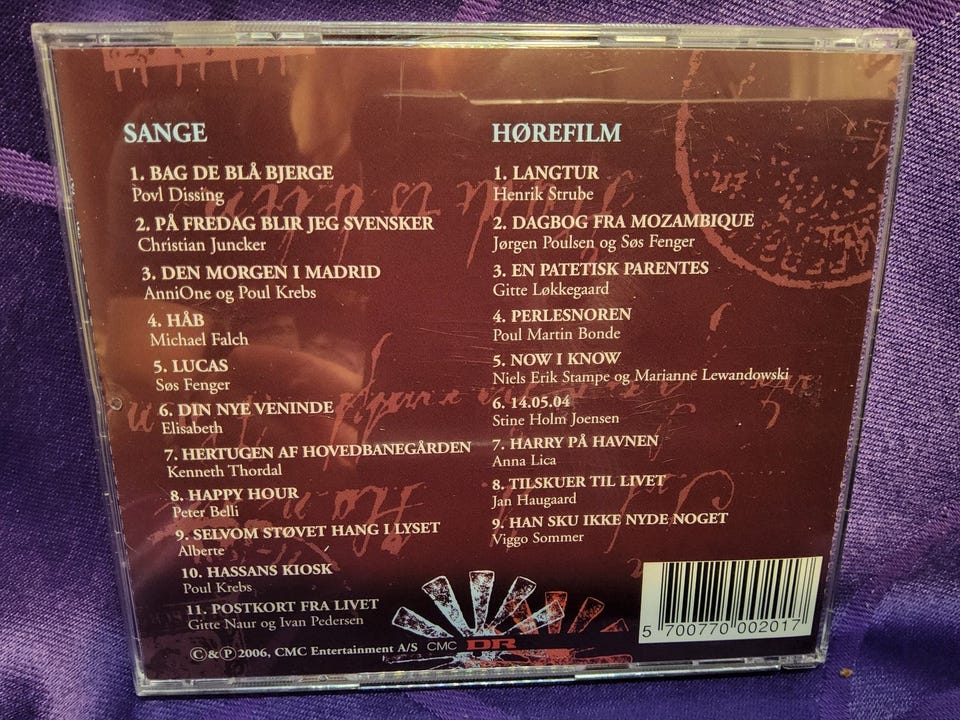 SANGE
1. BAG DE BLÅ BJERGE
Povl Dissing
2. PÅ FREDAG BLIR JEG SVENSKER
Christian Juncker
3. DEN MORGEN I MADRID
AnniOne og Poul Krebs
4. HÅB
Michael Falch
5. LUCAS
Søs Fenger
6. DIN NYE VENINDE
Elisabeth
7. HERTUGEN AF HOVEDBANEGÅRDEN
Kenneth Thordal
8. HAPPY HOUR
Peter Belli
9. SELVOM STØVET HANG I LYSET
Alberte
10. HASSANS KIOSK
Poul Krebs
11. POSTKORT FRA LIVET
Gitte Naur og Ivan Pedersen
HØREFILM
1. LANGTUR
Henrik Strube
2. DAGBOG FRA MOZAMBIQUE
Jørgen Poulsen og Søs Fenger
3. EN PATETISK PARENTES
Gitte Løkkegaard
4. PERLESNOREN
Poul Martin Bonde
5. NOW I KNOW
Niels Erik Stampe og Marianne Lewandowski
6. 14.05.04
Stine Holm Joensen
7. HARRY PÅ HAVNEN
Anna Lica
8. TILSKUER TIL LIVET
Jan Haugaard
9. HAN SKU IKKE NYDE NOGET
Viggo Sommer
©&℗2006, CMC Entertainment A/S CMC DR
5 700770 002017